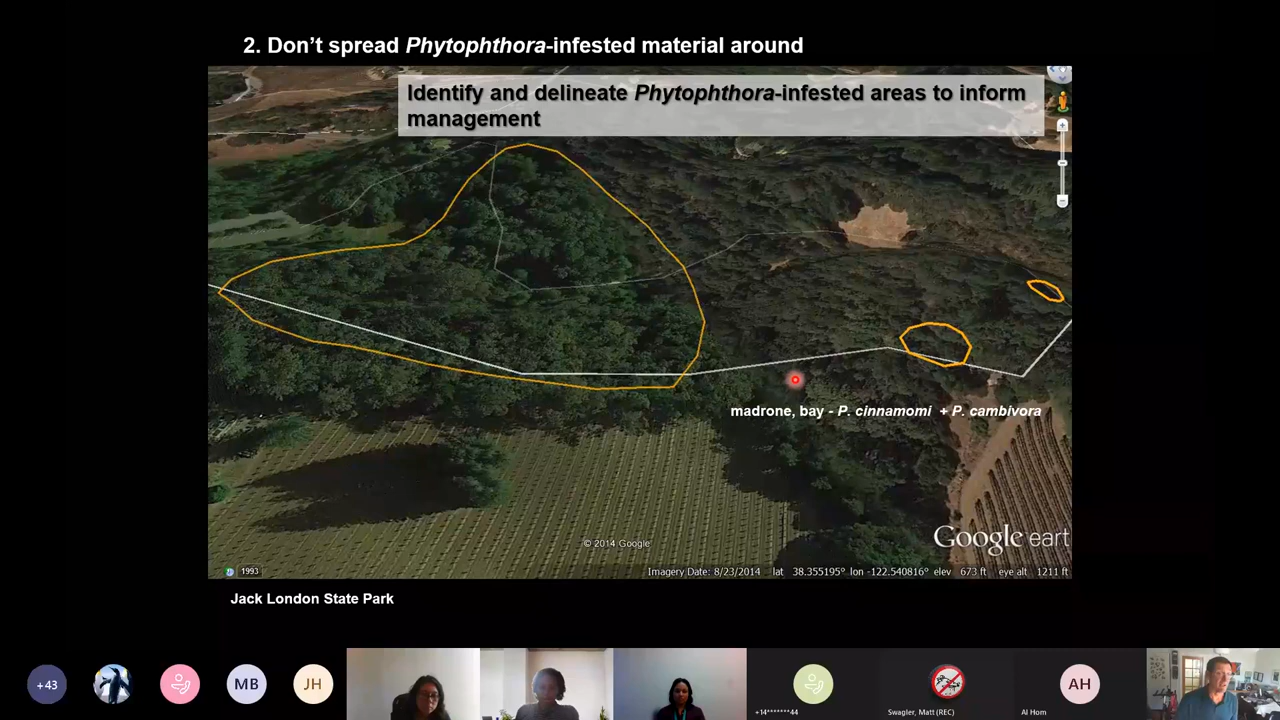 2. Don't spread Phytophthora-infested material around
Identify and delineate Phytophthora-infested areas to inform
management
madrone, bay - P. cinnamomi + P. cambivora
Google eart
© 2014 Google
1993
Imagery Date: 8/23/2014 lat 38.355195° lon -122.540816° elev 673 ft eye alt 1211 ft
Jack London State Park
+43
MB
JH
AH
+14*******44
Swagler, Matt (REC)
Al Hom